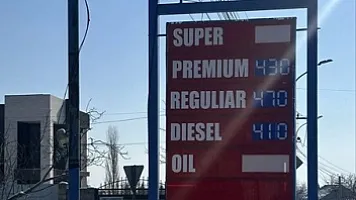 SUPER
PREMIUM 430
REGULIAR 470
DIESEL 410
OIL